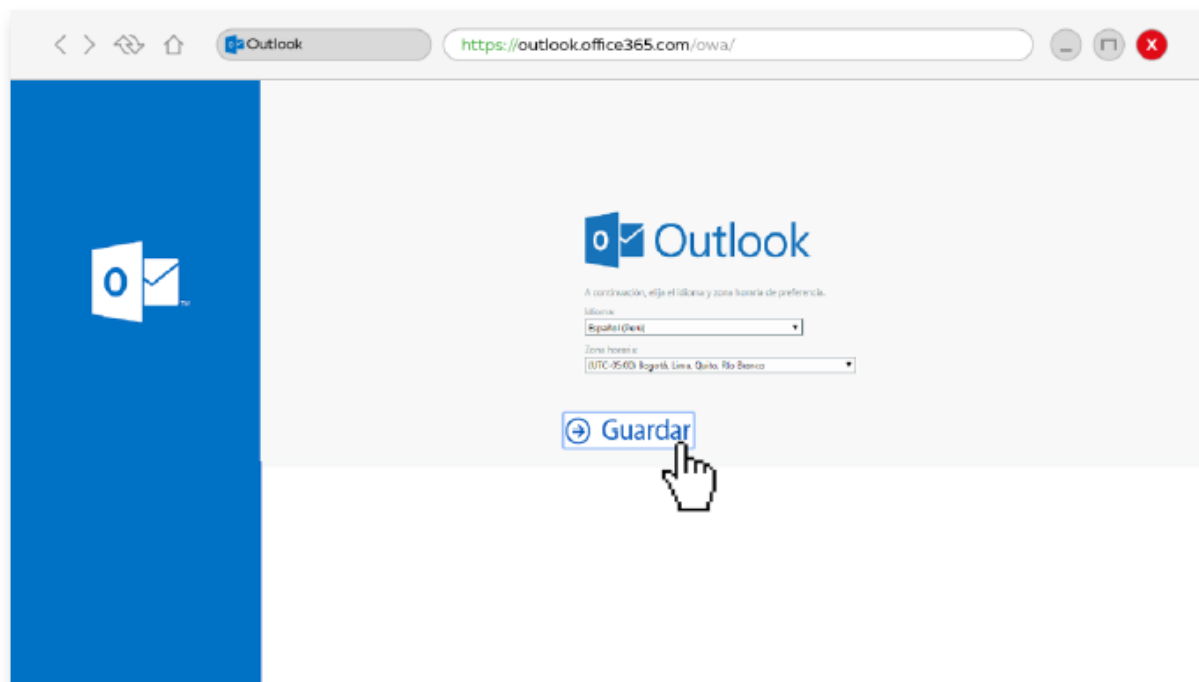 Outlook
https://outlook.office365.com/owa/
X
O
TM
O Outlook
A continuación, elija el idioma y zona horaria de preferencia.
Idioma:
Español (Perú)
Zona horaria:
(UTC-05:00) Bogotá, Lima, Quito, Río Branco
Guardar